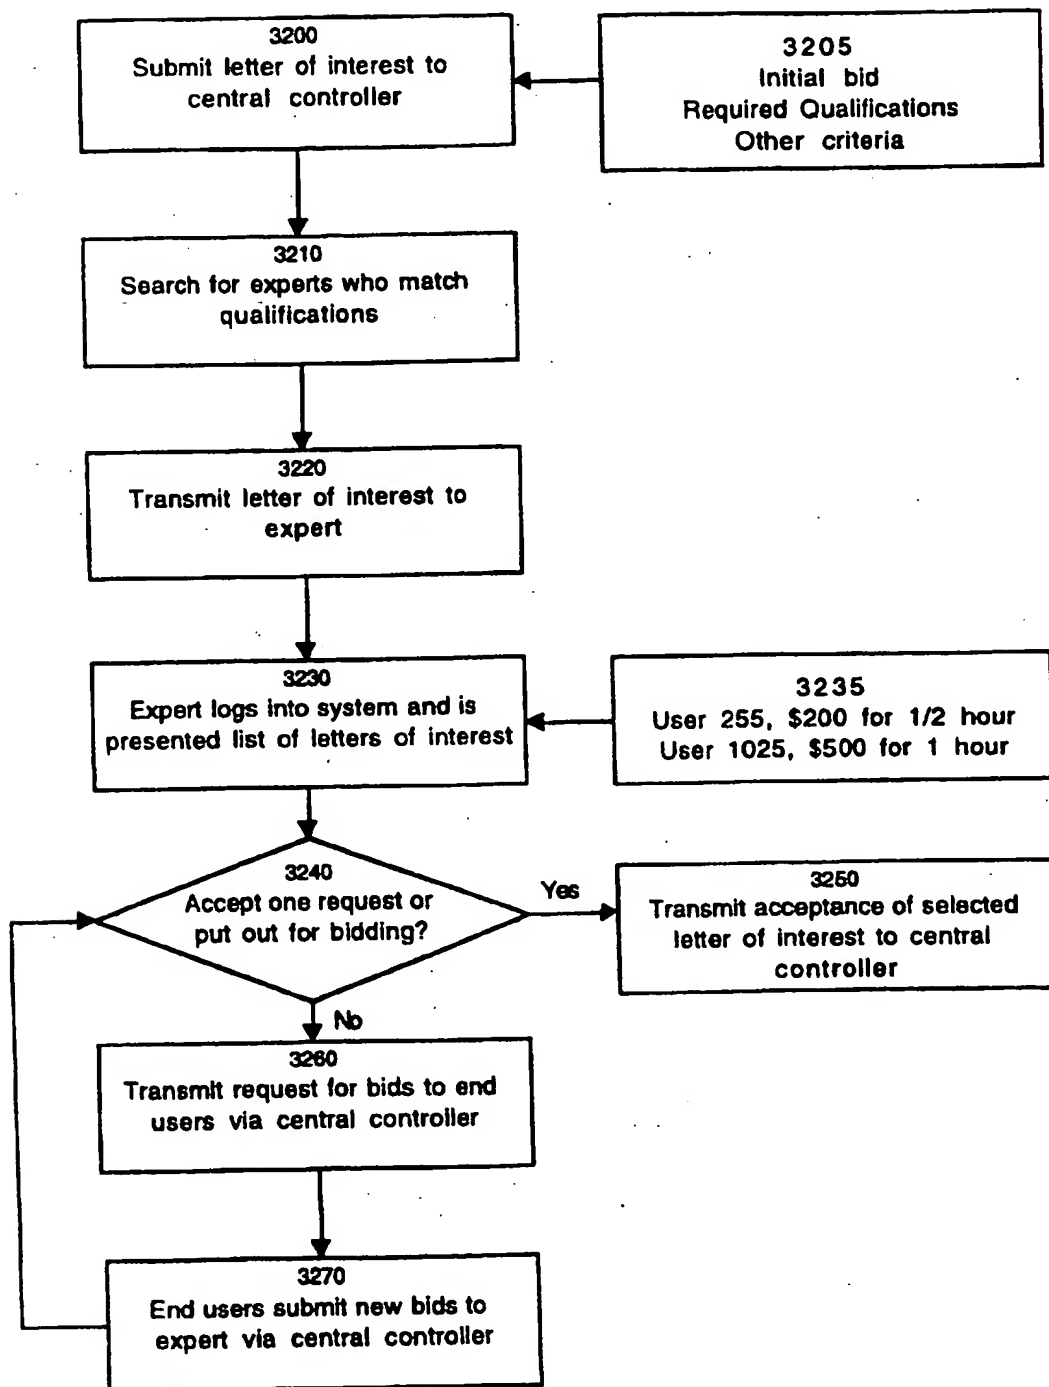 3200
Submit letter of interest to
central controller
3205
Initial bid
Required Qualifications
Other criteria
3210
Search for experts who match
qualifications
3220
Transmit letter of interest to
expert
3230
Expert logs into system and is
presented list of letters of interest
3235
User 255, $200 for 1/2 hour
User 1025, $500 for 1 hour
3240
Accept one request or
put out for bidding?
Yes
3250
Transmit acceptance of selected
letter of interest to central
controller
No
3260
Transmit request for bids to end
users via central controller
3270
End users submit new bids to
expert via central controller